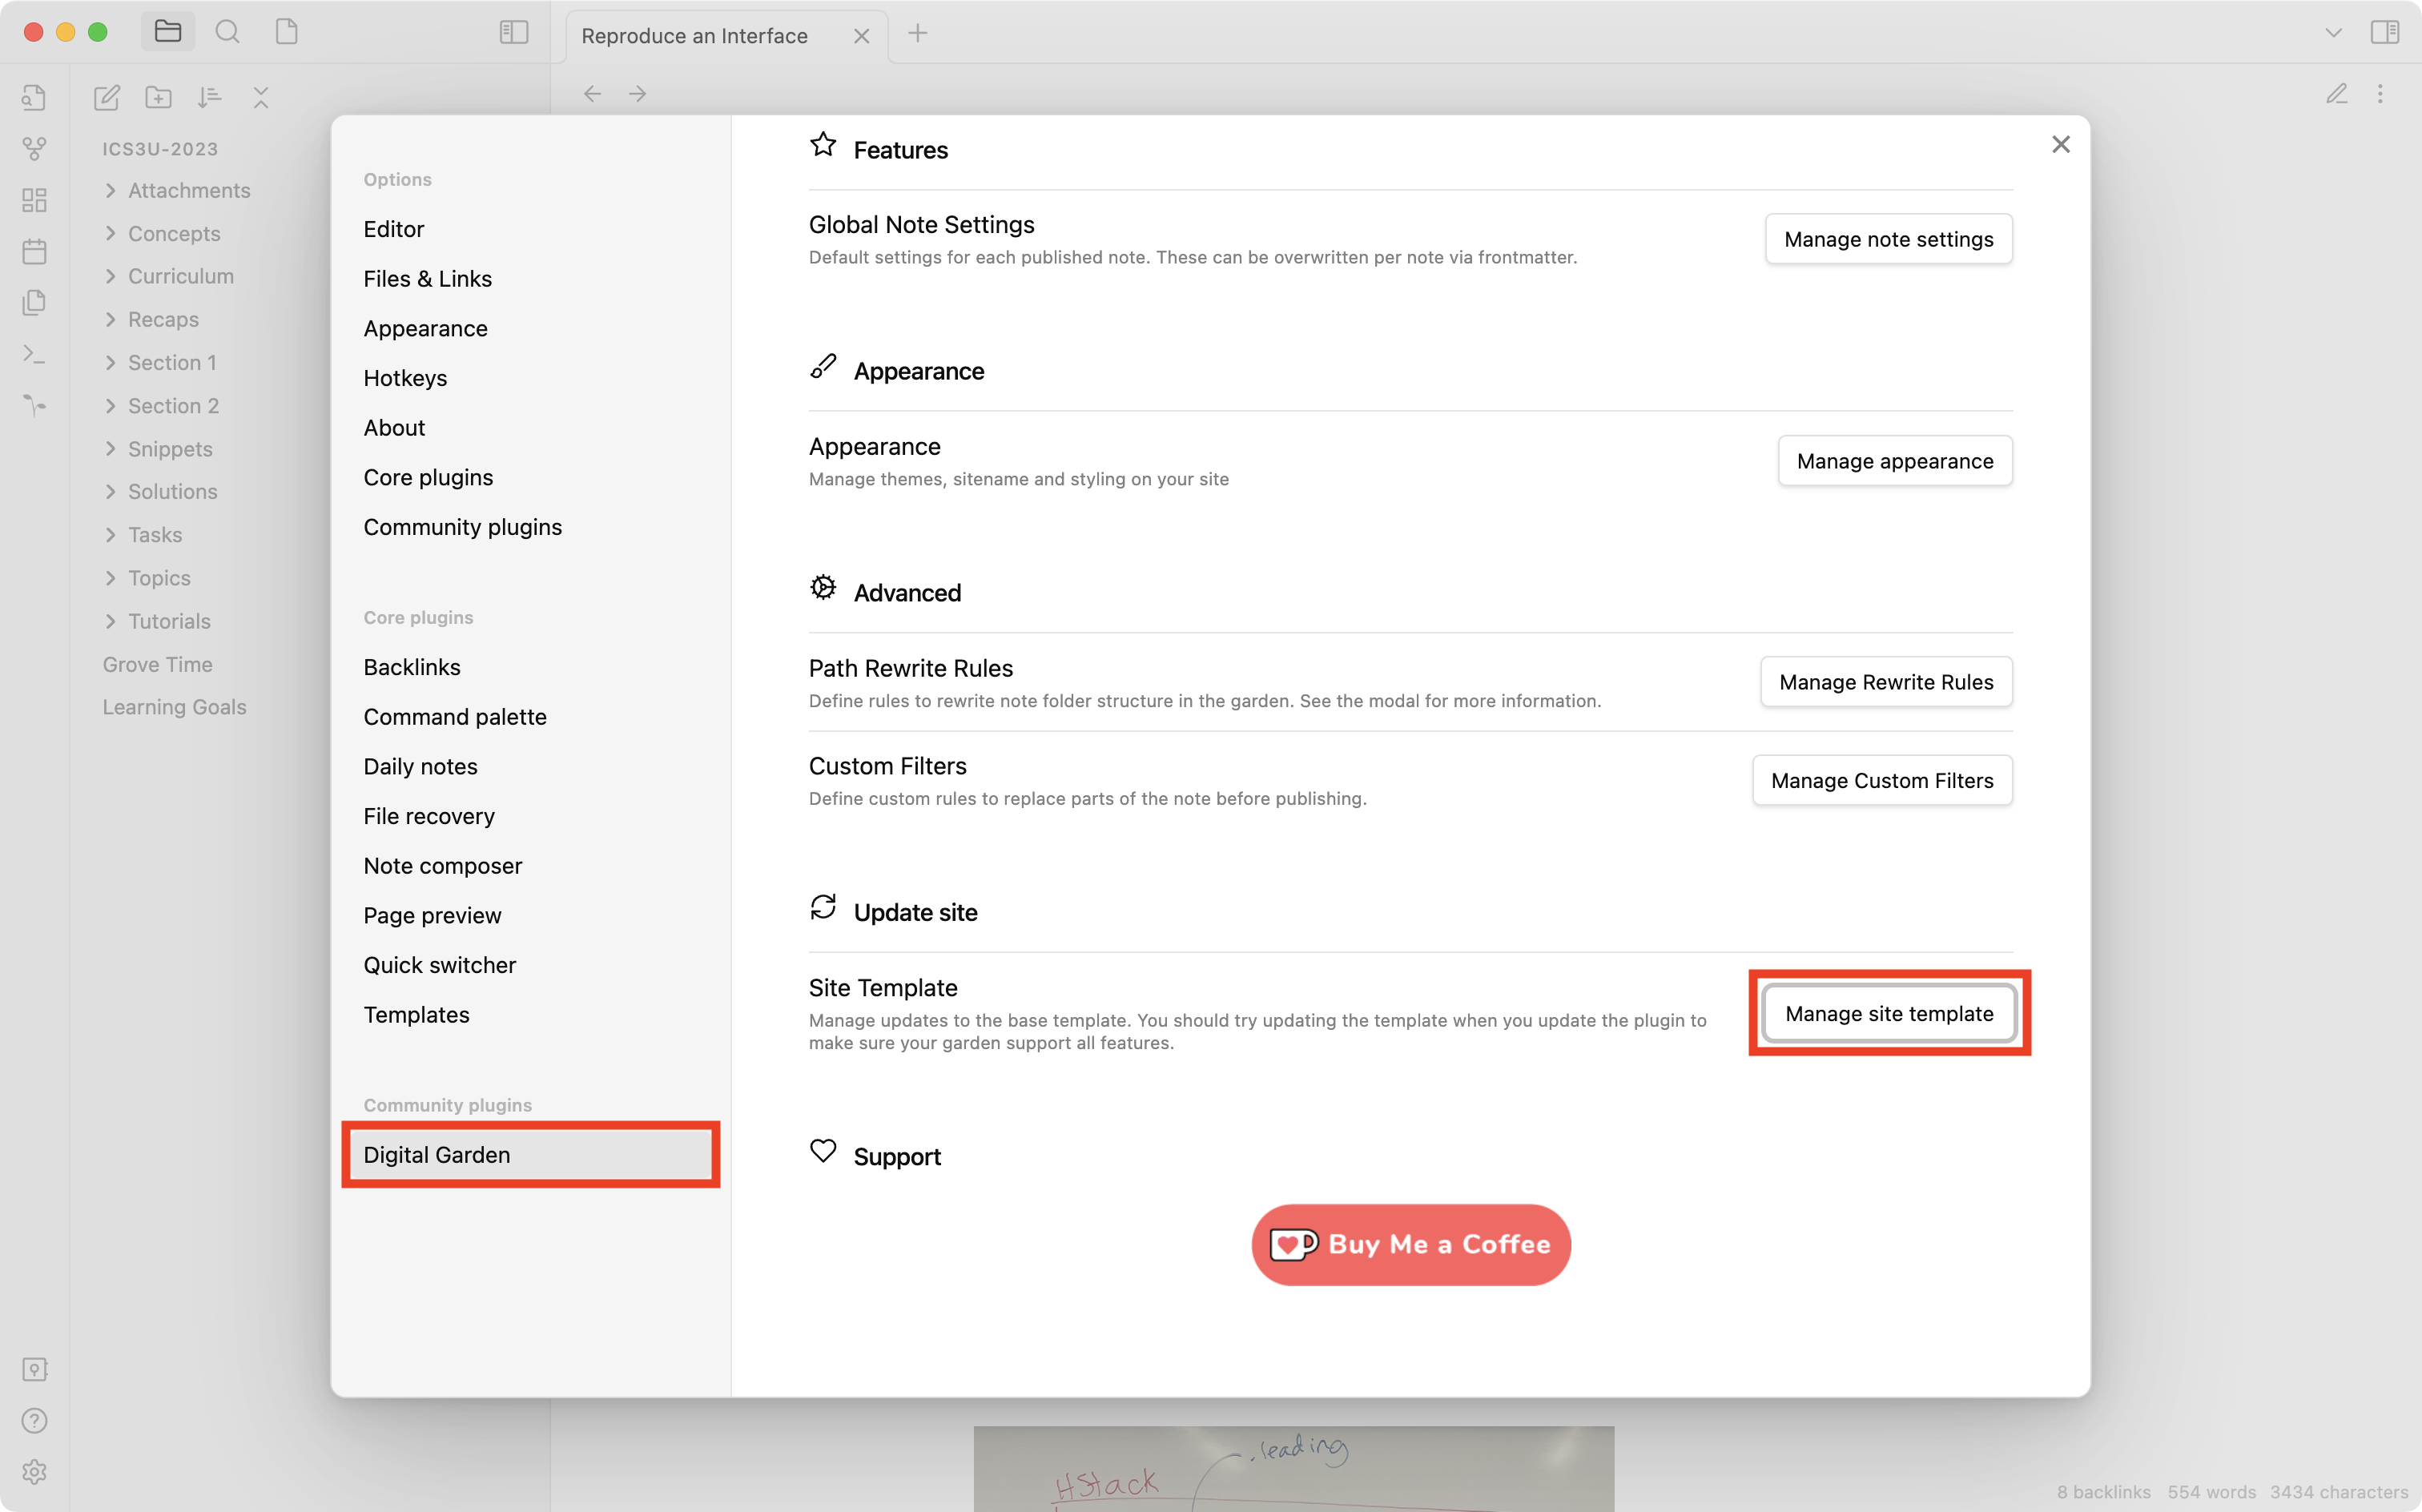 Reproduce an Interface
ICS3U-2023
Attachments
Concepts
Curriculum
Recaps
Section 1
Section 2
Snippets
Solutions
Tasks
Topics
Tutorials
Grove Time
Learning Goals
Options
Editor
Files & Links
Appearance
Hotkeys
About
Core plugins
Community plugins
Core plugins
Backlinks
Command palette
Daily notes
File recovery
Note composer
Page preview
Quick switcher
Templates
Community plugins
Digital Garden
Features
Global Note Settings
Default settings for each published note. These can be overwritten per note via frontmatter.
Manage note settings
Appearance
Appearance
Manage themes, sitename and styling on your site
Manage appearance
Advanced
Path Rewrite Rules
Define rules to rewrite note folder structure in the garden. See the modal for more information.
Manage Rewrite Rules
Custom Filters
Define custom rules to replace parts of the note before publishing.
Manage Custom Filters
Update site
Site Template
Manage updates to the base template. You should try updating the template when you update the plugin to
make sure your garden support all features.
Manage site template
Support
Buy Me a Coffee
.leading
HStack
8 backlinks 554 words 3434 characters